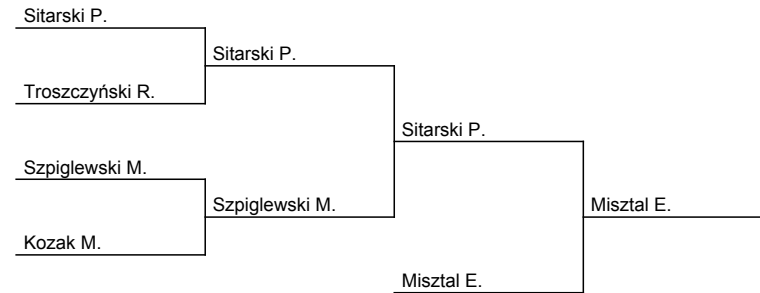 Sitarski P.
Sitarski P.
Troszczyński R.
Sitarski P.
Szpiglewski M.
Szpiglewski M.
Misztal E.
Kozak M.
Misztal E.